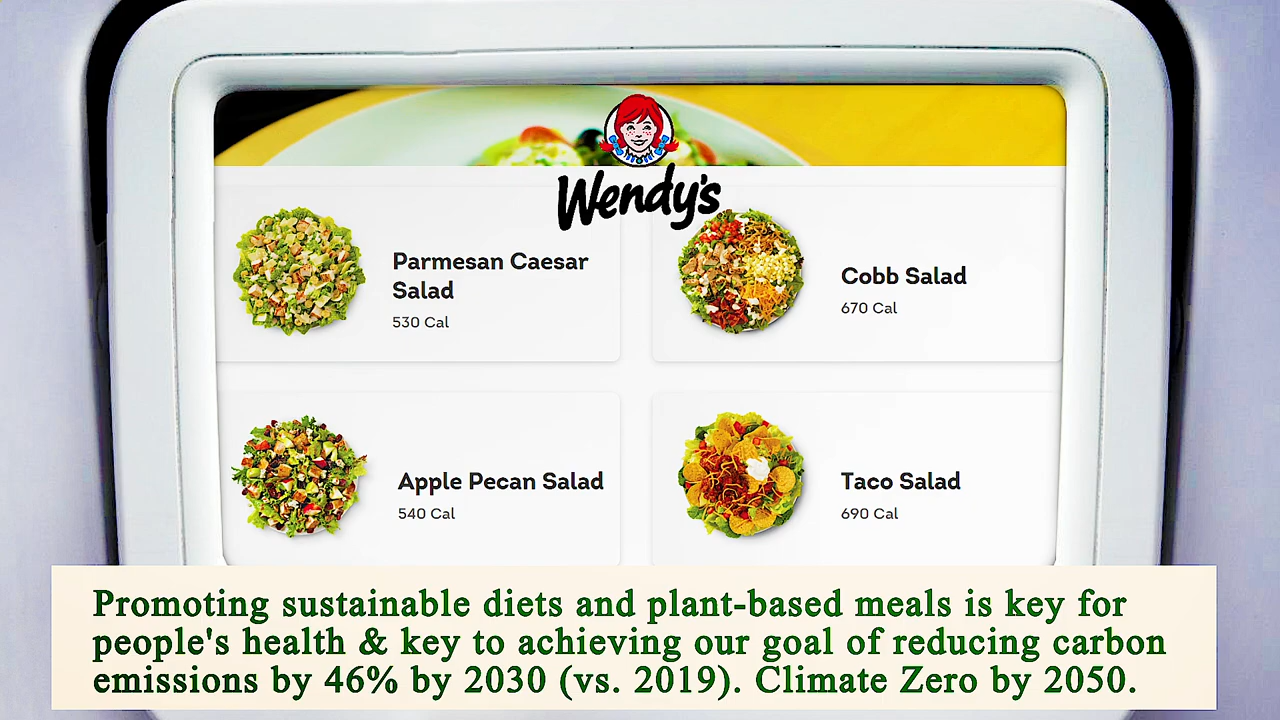 Wendy's
Parmesan Caesar
Salad
530 Cal
Cobb Salad
670 Cal
Apple Pecan Salad
540 Cal
Taco Salad
690 Cal
Promoting sustainable diets and plant-based meals is key for
people's health & key to achieving our goal of reducing carbon
emissions by 46% by 2030 (vs. 2019). Climate Zero by 2050.